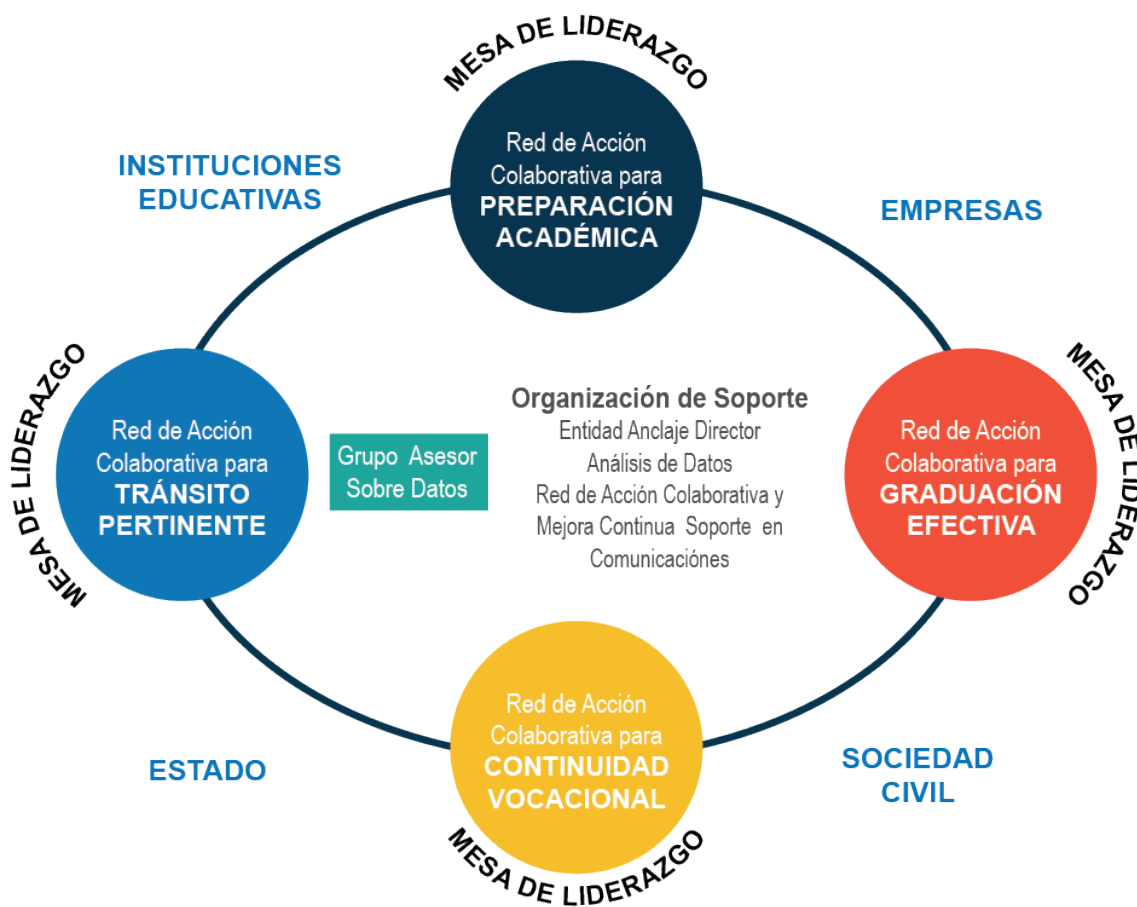 MESA DE LIDERAZGO
Red de Acción
Colaborativa para
PREPARACIÓN
ACADÉMICA
INSTITUCIONES
EDUCATIVAS
EMPRESAS
MESA DE LIDERAZGO
Red de Acción
Colaborativa para
TRÁNSITO
PERTINENTE
Grupo Asesor
Sobre Datos
Organización de Soporte
Entidad Anclaje Director
Análisis de Datos
Red de Acción Colaborativa y
Mejora Continua Soporte en
Comunicaciónes
Red de Acción
Colaborativa para
GRADUACIÓN
EFECTIVA
MESA DE LIDERAZGO
ESTADO
Red de Acción
Colaborativa para
CONTINUIDAD
VOCACIONAL
MESA DE LIDERAZGO
SOCIEDAD
CIVIL